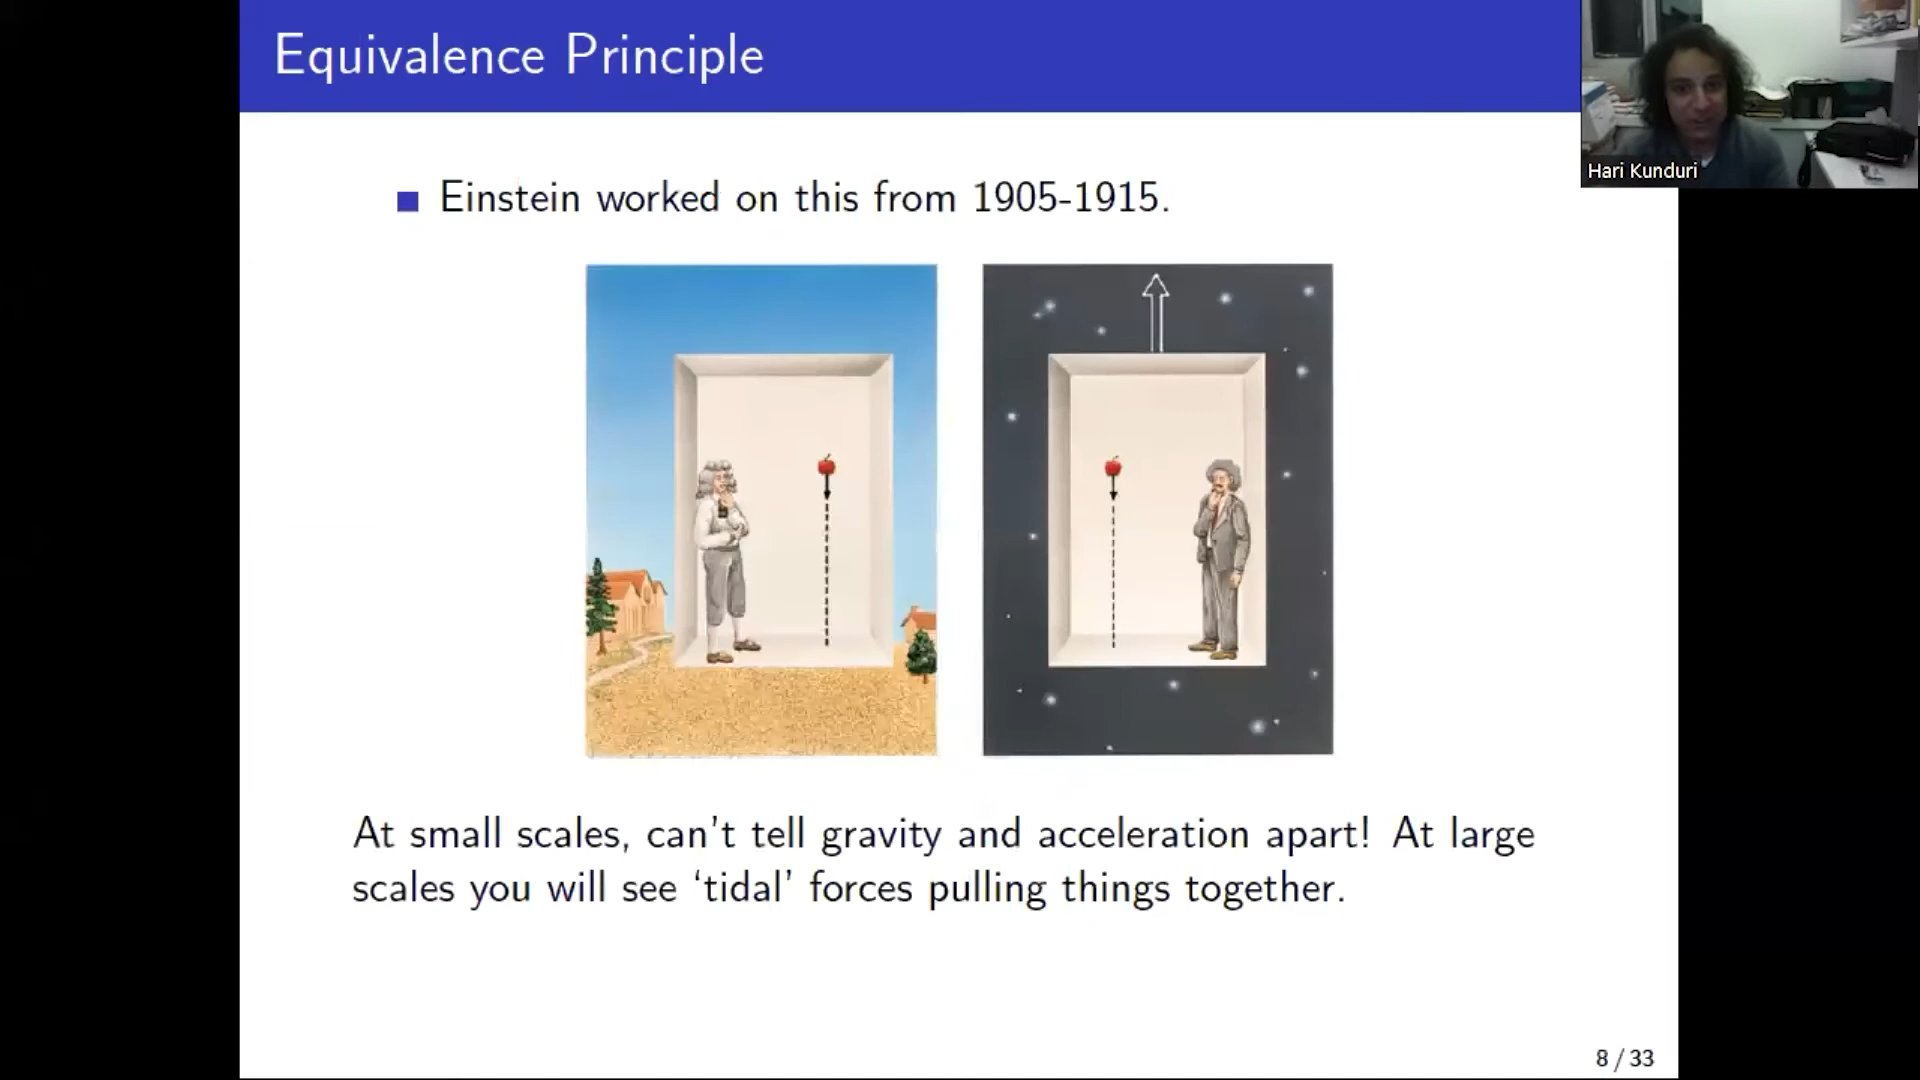 Equivalence Principle
Hari Kunduri
Einstein worked on this from 1905-1915.
At small scales, can't tell gravity and acceleration apart! At large
scales you will see ‘tidal’ forces pulling things together.
8 / 33